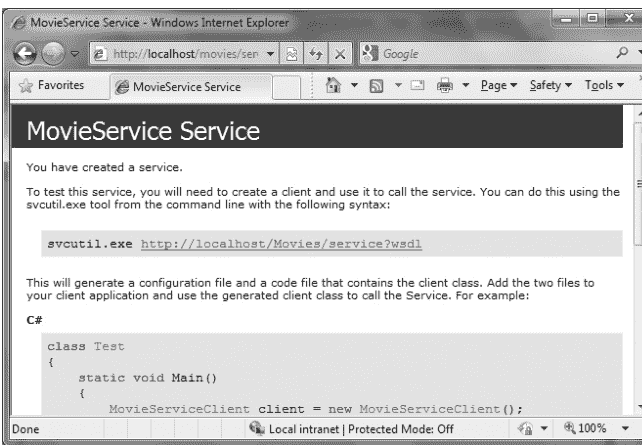 MovieService Service - Windows Internet Explorer
http://localhost/movies/ser
Google
Favorites
MovieService Service
Page
Safety
Tools
MovieService Service
You have created a service.
To test this service, you will need to create a client and use it to call the service. You can do this using the
svcutil.exe tool from the command line with the following syntax:
svcutil.exe http://localhost/Movies/service?wsdl
This will generate a configuration file and a code file that contains the client class. Add the two files to
your client application and use the generated client class to call the Service. For example:
C#
class Test
{
static void Main()
{
MovieServiceClient client = new MovieServiceClient();
Done
Local intranet | Protected Mode: Off
100%